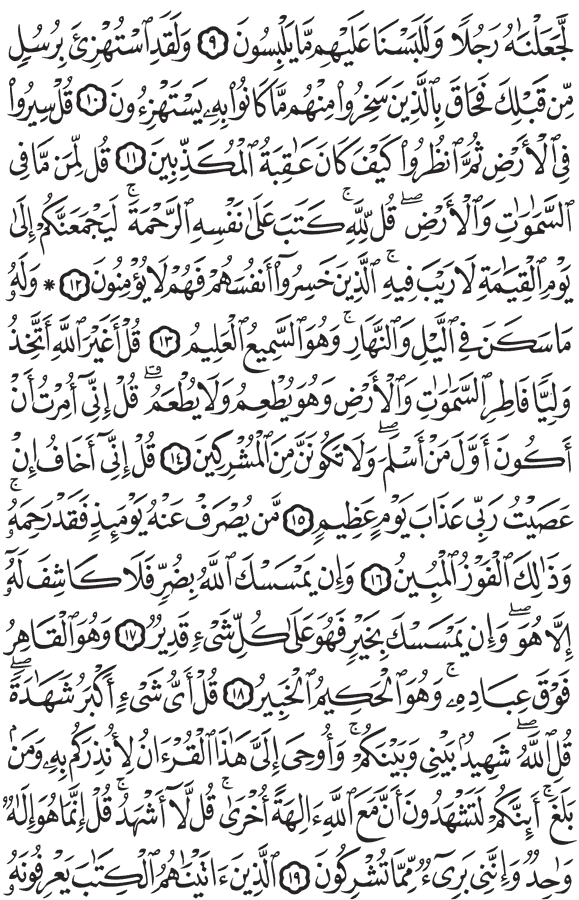 لَّجَعَلْنَٰهُ رَجُلًا وَلَلَبَسْنَا عَلَيْهِم مَّا يَلْبِسُونَ ٩ وَلَقَدِ ٱسْتُهْزِئَ بِرُسُلٍ
مِّن قَبْلِكَ فَحَاقَ بِٱلَّذِينَ سَخِرُوا۟ مِنْهُم مَّا كَانُوا۟ بِهِۦ يَسْتَهْزِءُونَ ١٠ قُلْ سِيرُوا۟
فِى ٱلْأَرْضِ ثُمَّ ٱنظُرُوا۟ كَيْفَ كَانَ عَٰقِبَةُ ٱلْمُكَذِّبِينَ ١١ قُل لِّمَن مَّا فِى
ٱلسَّمَٰوَٰتِ وَٱلْأَرْضِ ۖ قُل لِّلَّهِ ۚ كَتَبَ عَلَىٰ نَفْسِهِ ٱلرَّحْمَةَ ۚ لَيَجْمَعَنَّكُمْ إِلَىٰ
يَوْمِ ٱلْقِيَٰمَةِ لَا رَيْبَ فِيهِ ۚ ٱلَّذِينَ خَسِرُوٓا۟ أَنفُسَهُمْ فَهُمْ لَا يُؤْمِنُونَ ١٢ * وَلَهُۥ
مَا سَكَنَ فِى ٱلَّيْلِ وَٱلنَّهَارِ ۚ وَهُوَ ٱلسَّمِيعُ ٱلْعَلِيمُ ١٣ قُلْ أَغَيْرَ ٱللَّهِ أَتَّخِذُ
وَلِيًّا فَاطِرِ ٱلسَّمَٰوَٰتِ وَٱلْأَرْضِ وَهُوَ يُطْعِمُ وَلَا يُطْعَمُ ۗ قُلْ إِنِّىٓ أُمِرْتُ أَنْ
أَكُونَ أَوَّلَ مَنْ أَسْلَمَ ۖ وَلَا تَكُونَنَّ مِنَ ٱلْمُشْرِكِينَ ١٤ قُلْ إِنِّىٓ أَخَافُ إِنْ
عَصَيْتُ رَبِّى عَذَابَ يَوْمٍ عَظِيمٍ ١٥ مَّن يُصْرَفْ عَنْهُ يَوْمَئِذٍ فَقَدْ رَحِمَهُۥ ۚ
وَذَٰلِكَ ٱلْفَوْزُ ٱلْمُبِينُ ١٦ وَإِن يَمْسَسْكَ ٱللَّهُ بِضُرٍّ فَلَا كَاشِفَ لَهُۥٓ
إِلَّا هُوَ ۖ وَإِن يَمْسَسْكَ بِخَيْرٍ فَهُوَ عَلَىٰ كُلِّ شَىْءٍ قَدِيرٌ ١٧ وَهُوَ ٱلْقَاهِرُ
فَوْقَ عِبَادِهِۦ ۚ وَهُوَ ٱلْحَكِيمُ ٱلْخَبِيرُ ١٨ قُلْ أَىُّ شَىْءٍ أَكْبَرُ شَهَٰدَةً ۖ
قُلِ ٱللَّهُ ۖ شَهِيدٌۢ بَيْنِى وَبَيْنَكُمْ ۚ وَأُوحِىَ إِلَىَّ هَٰذَا ٱلْقُرْءَانُ لِأُنذِرَكُم بِهِۦ وَمَنۢ
بَلَغَ ۚ أَئِنَّكُمْ لَتَشْهَدُونَ أَنَّ مَعَ ٱللَّهِ ءَالِهَةً أُخْرَىٰ ۚ قُل لَّآ أَشْهَدُ ۚ قُلْ إِنَّمَا هُوَ إِلَٰهٌ
وَٰحِدٌ وَإِنَّنِى بَرِىٓءٌ مِّمَّا تُشْرِكُونَ ١٩ ٱلَّذِينَ ءَاتَيْنَٰهُمُ ٱلْكِتَٰبَ يَعْرِفُونَهُۥ